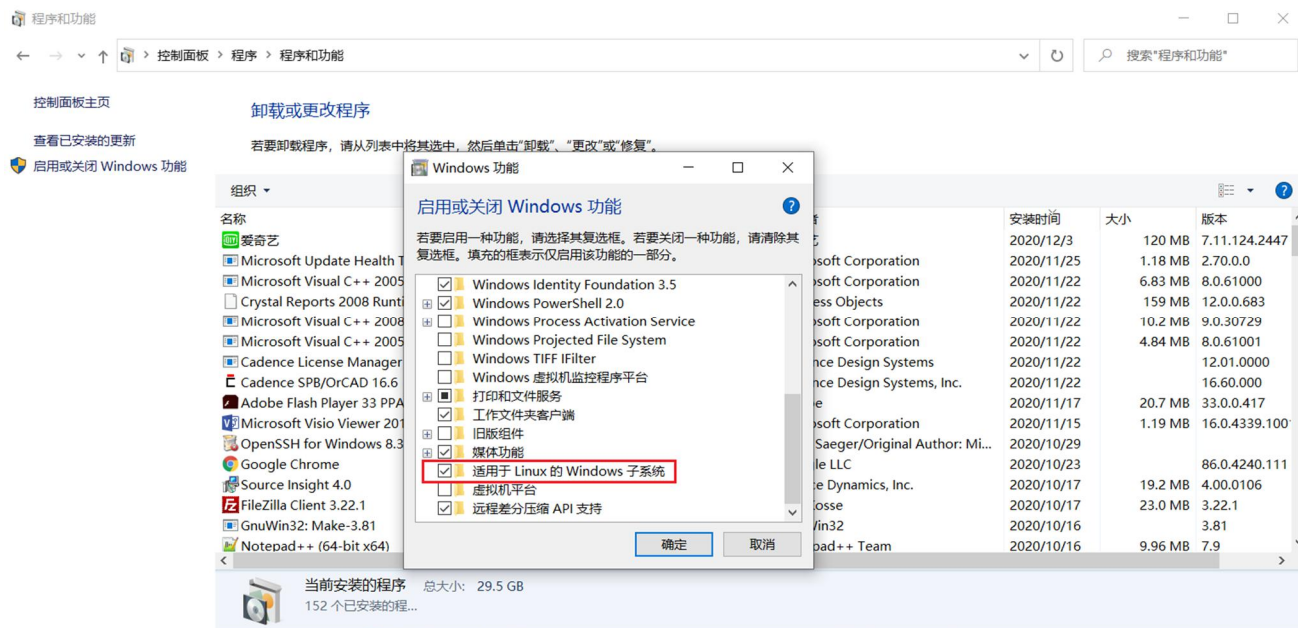 程序和功能
控制面板 > 程序 > 程序和功能
搜索"程序和功能"
控制面板主页
查看已安装的更新
启用或关闭 Windows 功能
卸载或更改程序
若要卸载程序，请从列表中将其选中，然后单击"卸载"、"更改"或"修复"。
组织
名称
安装时间
大小
版本
爱奇艺
2020/12/3
120 MB
7.11.124.2447
Microsoft Update Health T
osoft Corporation
2020/11/25
1.18 MB
2.70.0.0
Microsoft Visual C++ 2005
osoft Corporation
2020/11/22
6.83 MB
8.0.61000
Crystal Reports 2008 Runti
ess Objects
2020/11/22
159 MB
12.0.0.683
Microsoft Visual C++ 2008
osoft Corporation
2020/11/22
10.2 MB
9.0.30729
Microsoft Visual C++ 2005
osoft Corporation
2020/11/22
4.84 MB
8.0.61001
Cadence License Manager
nce Design Systems
2020/11/22
12.01.0000
Cadence SPB/OrCAD 16.6
nce Design Systems, Inc.
2020/11/22
16.60.000
Adobe Flash Player 33 PPA
2020/11/17
20.7 MB
33.0.0.417
Microsoft Visio Viewer 201
osoft Corporation
2020/11/15
1.19 MB
16.0.4339.100
OpenSSH for Windows 8.3
Saeger/Original Author: Mi...
2020/10/29
Google Chrome
le LLC
2020/10/23
86.0.4240.111
Source Insight 4.0
ce Dynamics, Inc.
2020/10/17
19.2 MB
4.00.0106
FileZilla Client 3.22.1
Kosse
2020/10/17
23.0 MB
3.22.1
GnuWin32: Make-3.81
Win32
2020/10/16
3.81
Notepad++ (64-bit x64)
pad++ Team
2020/10/16
9.96 MB
7.9
Windows 功能
启用或关闭 Windows 功能
若要启用一种功能，请选择其复选框。若要关闭一种功能，请清除其
复选框。填充的框表示仅启用该功能的一部分。
Windows Identity Foundation 3.5
Windows PowerShell 2.0
Windows Process Activation Service
Windows Projected File System
Windows TIFF IFilter
Windows 虚拟机监控程序平台
打印和文件服务
工作文件夹客户端
旧版组件
媒体功能
适用于 Linux 的 Windows 子系统
虚拟机平台
远程差分压缩 API 支持
确定
取消
当前安装的程序 总大小: 29.5 GB
152 个已安装的程...